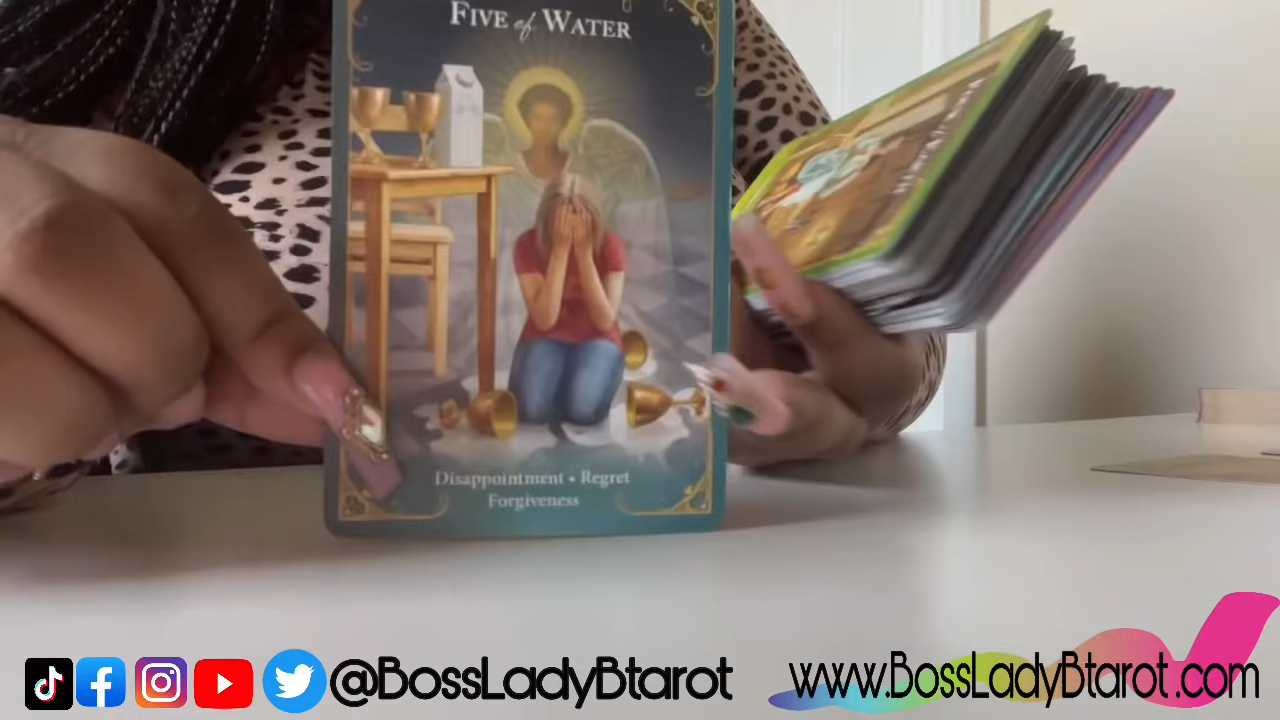 FIVE of WATER
Disappointment • Regret
Forgiveness
@BossLadyBtarot
www.BossLadyBtarot.com